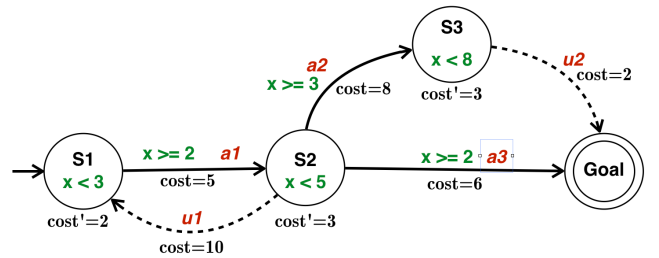 S3
x < 8
cost'=3
a2
x >= 3
cost=8
u2
cost=2
S1
x < 3
cost'=2
x >= 2
a1
cost=5
S2
x < 5
cost'=3
x >= 2
a3
cost=6
Goal
u1
cost=10